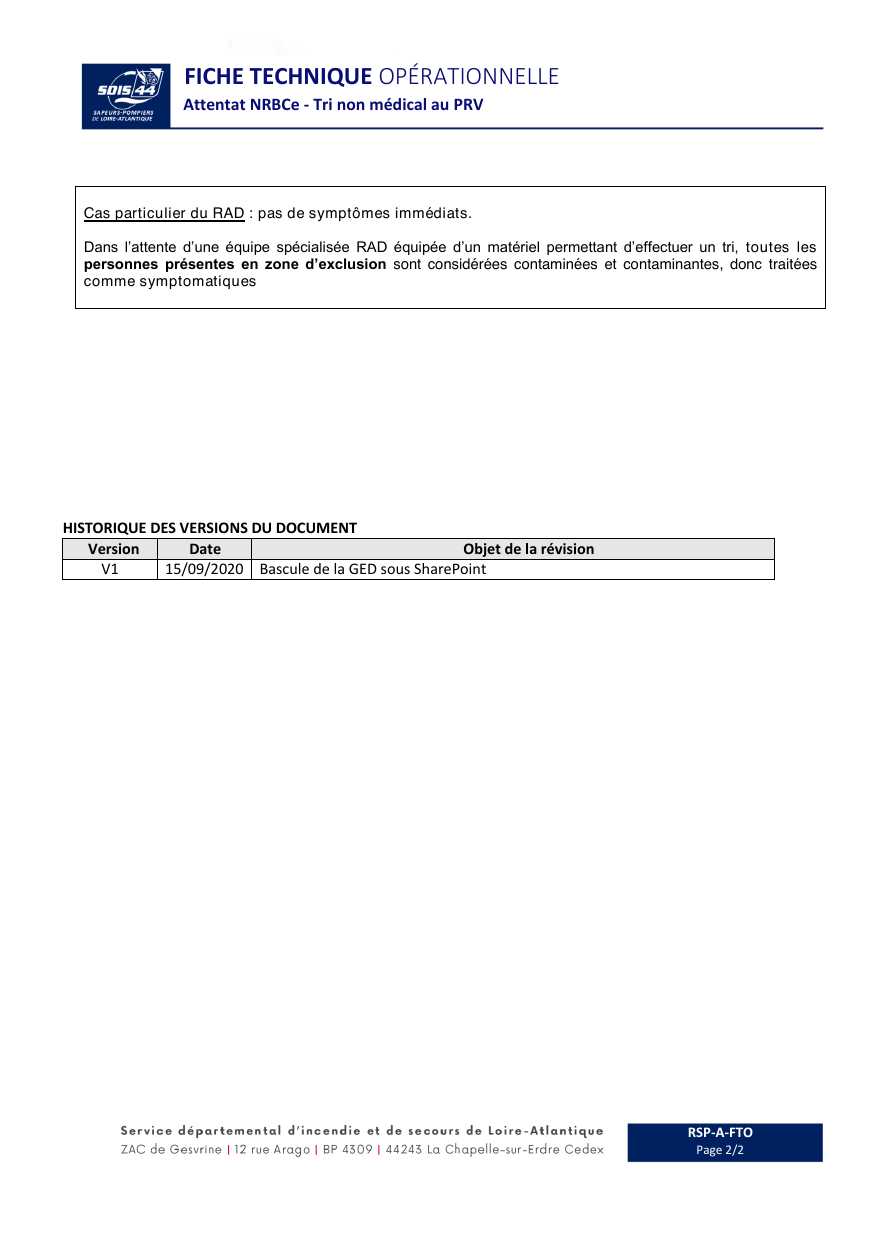 SDIS 44
SAPEURS-POMPIERS
DE LOIRE-ATLANTIQUE
FICHE TECHNIQUE OPÉRATIONNELLE
Attentat NRBCe - Tri non médical au PRV
Cas particulier du RAD : pas de symptômes immédiats.
Dans l’attente d’une équipe spécialisée RAD équipée d’un matériel permettant d’effectuer un tri, toutes les
personnes présentes en zone d’exclusion sont considérées contaminées et contaminantes, donc traitées
comme symptomatiques
HISTORIQUE DES VERSIONS DU DOCUMENT
Version Date Objet de la révision
V1 15/09/2020 Bascule de la GED sous SharePoint
Service départemental d’incendie et de secours de Loire-Atlantique
ZAC de Gesvrine | 12 rue Arago | BP 4309 | 44243 La Chapelle-sur-Erdre Cedex
RSP-A-FTO
Page 2/2